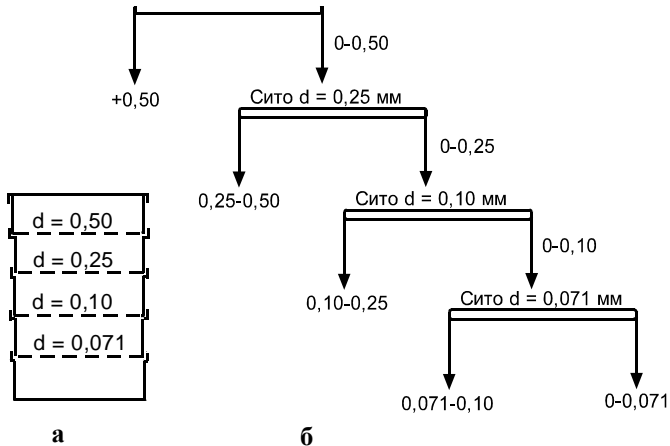 0-0,50
+0,50
Сито d = 0,25 мм
0-0,25
0,25-0,50
Сито d = 0,10 мм
0-0,10
0,10-0,25
Сито d = 0,071 мм
0,071-0,10
0-0,071
d = 0,50
d = 0,25
d = 0,10
d = 0,071
а
б